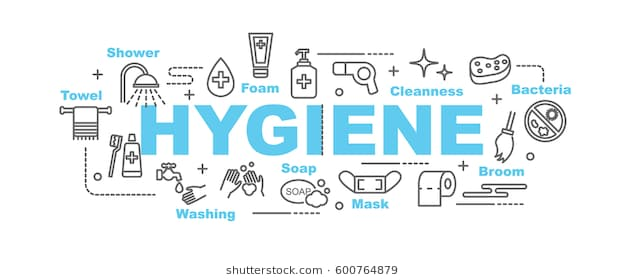 Shower
Towel
Foam
Cleanness
Bacteria
HYGIENE
Washing
Soap
SOAP
Mask
Broom
shutterstock.com • 600764879